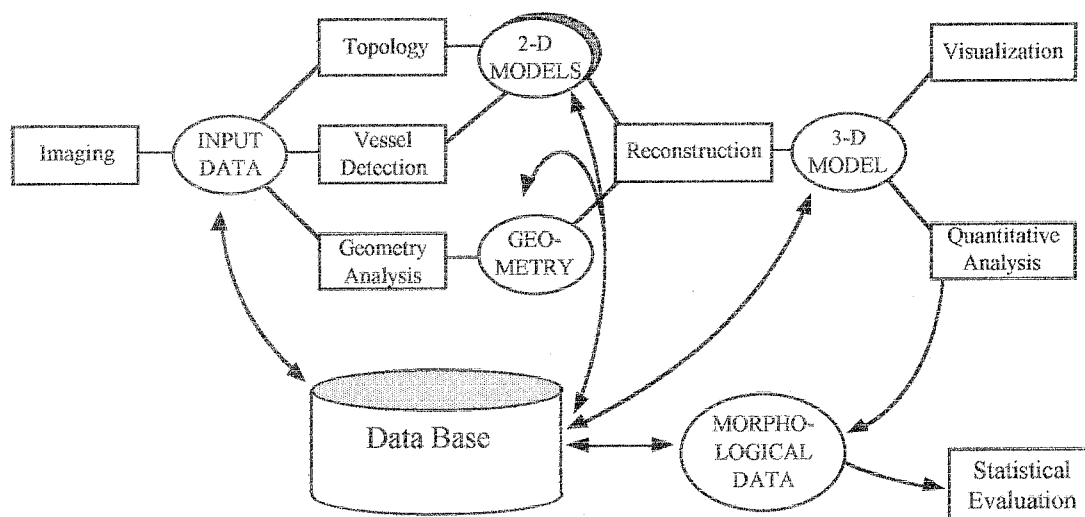 Topology
2-D
MODELS
Visualization
Imaging
INPUT
DATA
Vessel
Detection
Reconstruction
3-D
MODEL
Geometry
Analysis
GEO-
METRY
Quantitative
Analysis
Data Base
MORPHO-
LOGICAL
DATA
Statistical
Evaluation